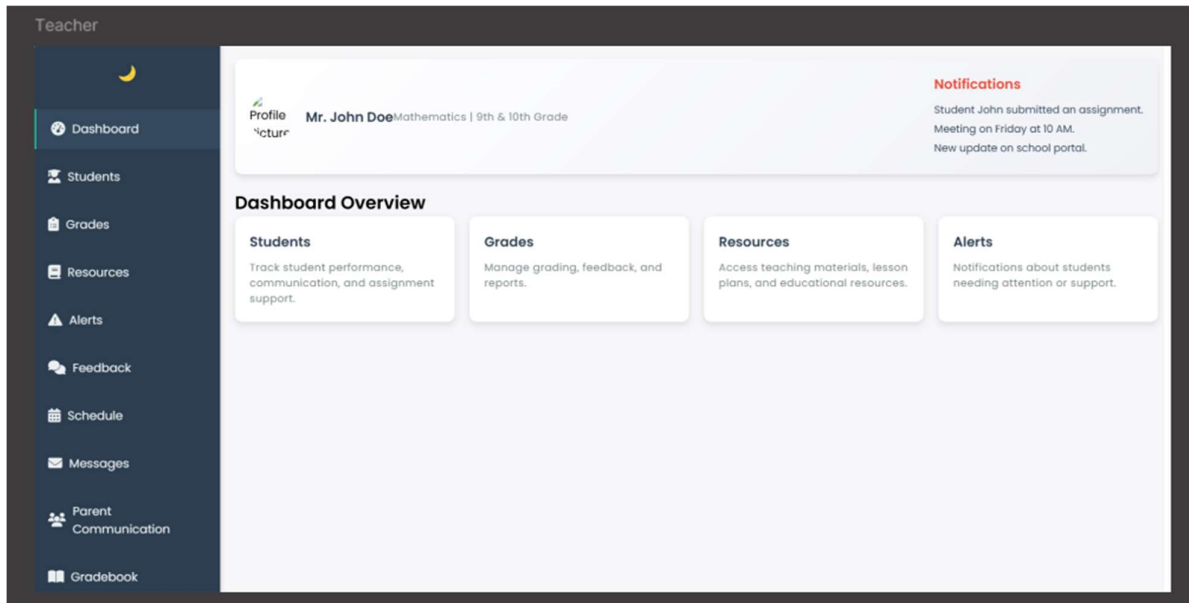 Teacher
Dashboard
Students
Grades
Resources
Alerts
Feedback
Schedule
Messages
Parent
Communication
Gradebook
Profile
Mr. John Doe Mathematics | 9th & 10th Grade
Notifications
Student John submitted an assignment.
Meeting on Friday at 10 AM.
New update on school portal.
Dashboard Overview
Students
Track student performance,
communication, and assignment
support.
Grades
Manage grading, feedback, and
reports.
Resources
Access teaching materials, lesson
plans, and educational resources.
Alerts
Notifications about students
needing attention or support.